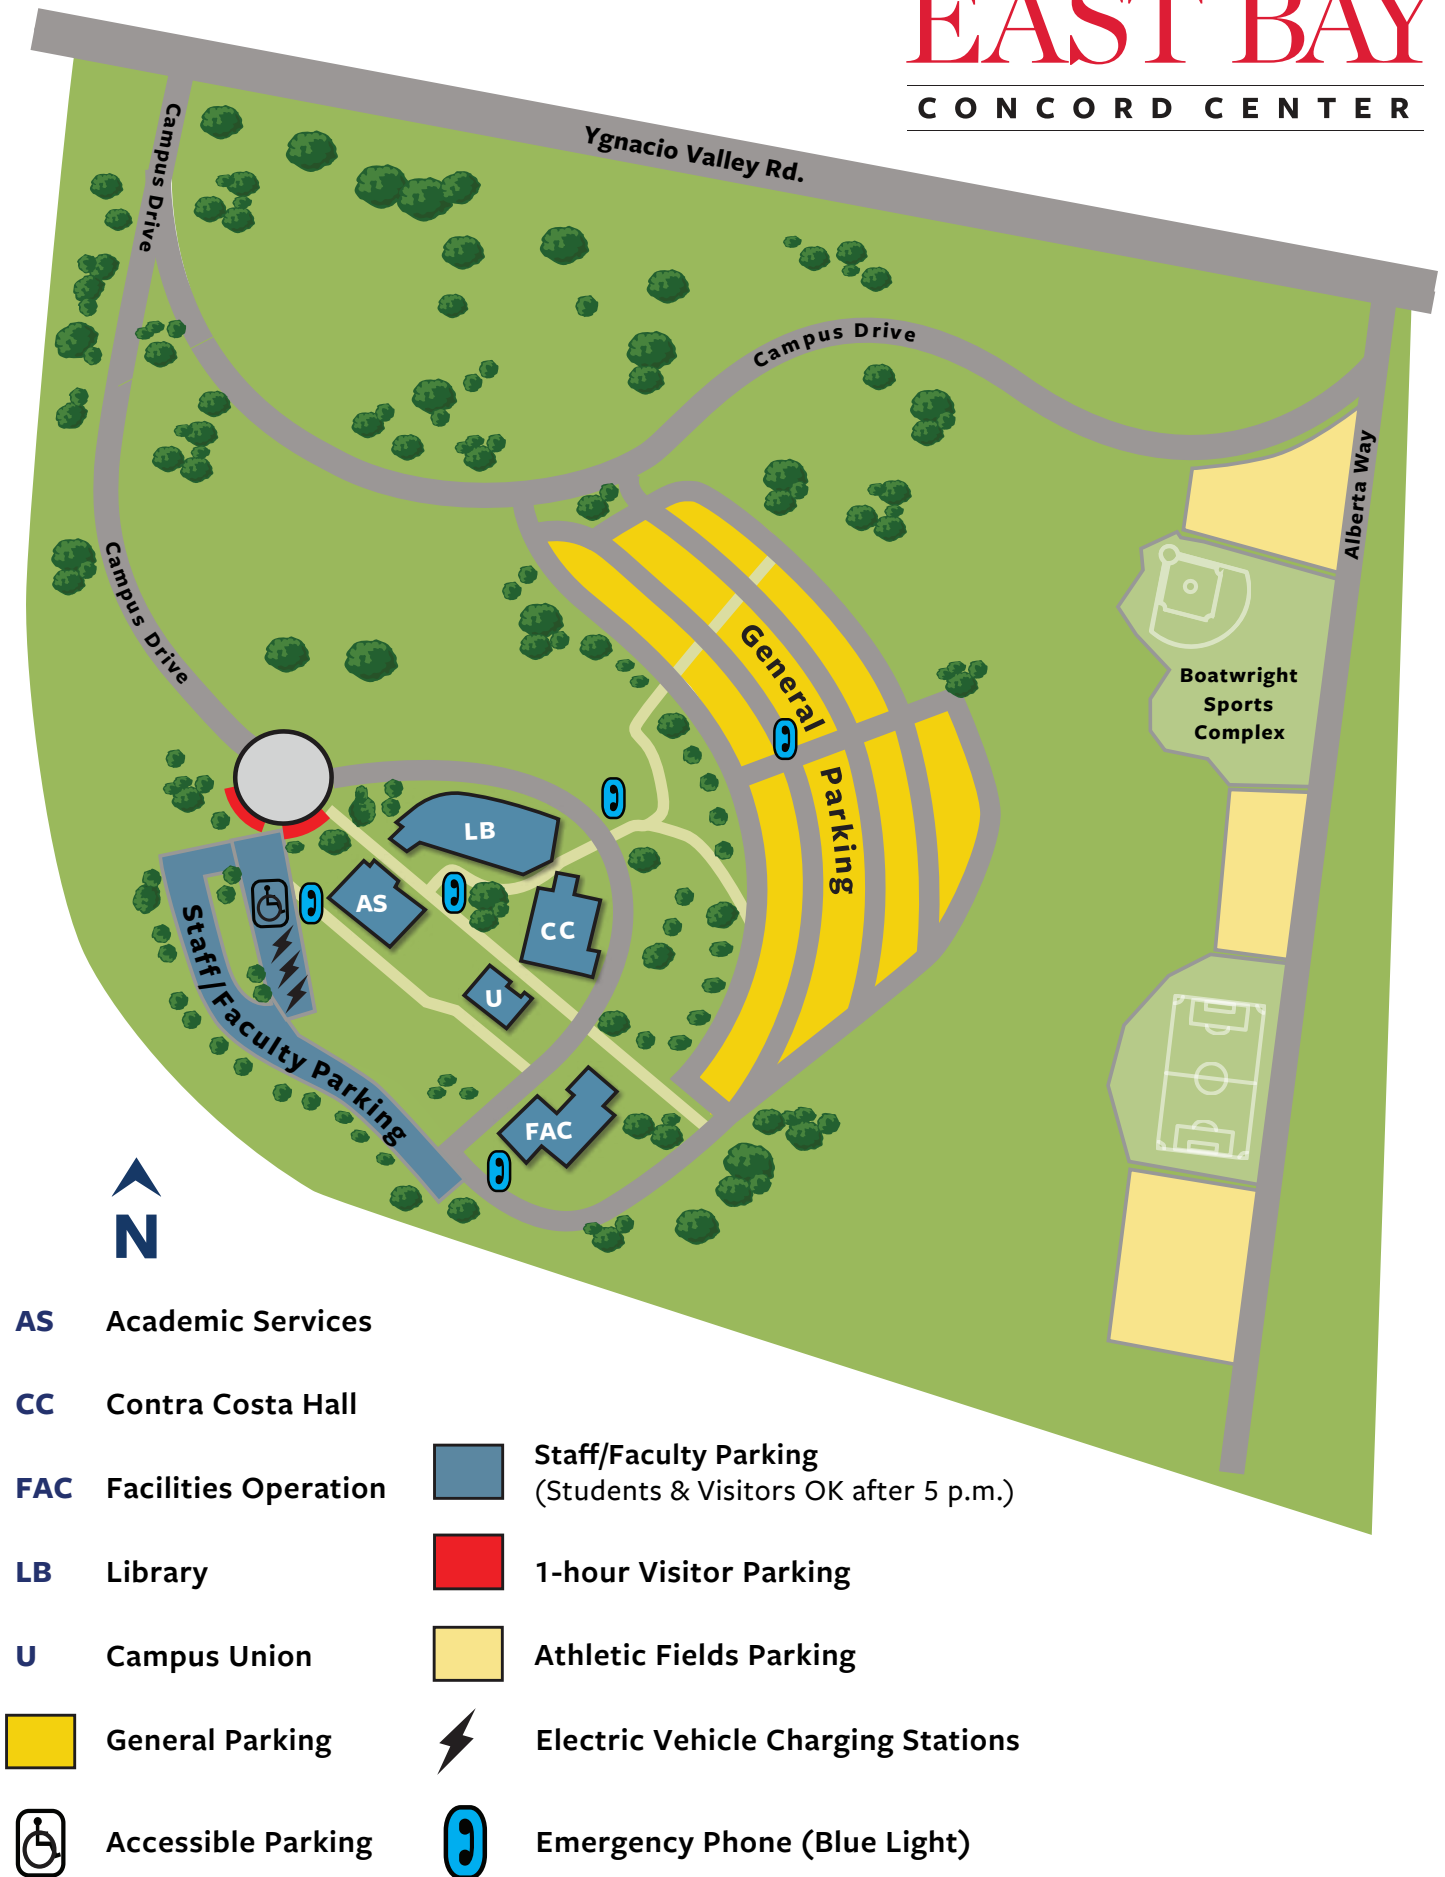 EAST BAY
CONCORD CENTER
Ygnacio Valley Rd.
Campus Drive
Campus Drive
Campus Drive
Alberta Way
Boatwright
Sports
Complex
General
Parking
LB
AS
CC
U
FAC
Staff/Faculty Parking
N
AS Academic Services
CC Contra Costa Hall
FAC Facilities Operation
LB Library
U Campus Union
General Parking
Accessible Parking
Staff/Faculty Parking
(Students & Visitors OK after 5 p.m.)
1-hour Visitor Parking
Athletic Fields Parking
Electric Vehicle Charging Stations
Emergency Phone (Blue Light)